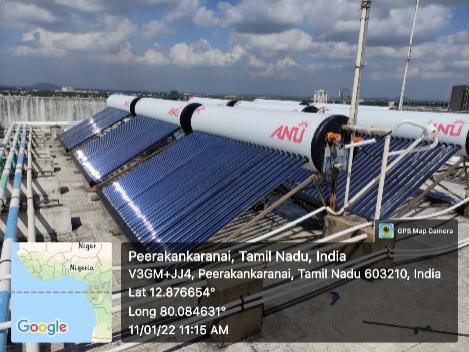 ANU
ANU
ANU
GPS Map Camera
Niger
Nigeria
Google
Peerakankaranai, Tamil Nadu, India
V3GM+JJ4, Peerakankaranai, Tamil Nadu 603210, India
Lat 12.876654°
Long 80.084631°
11/01/22 11:15 AM